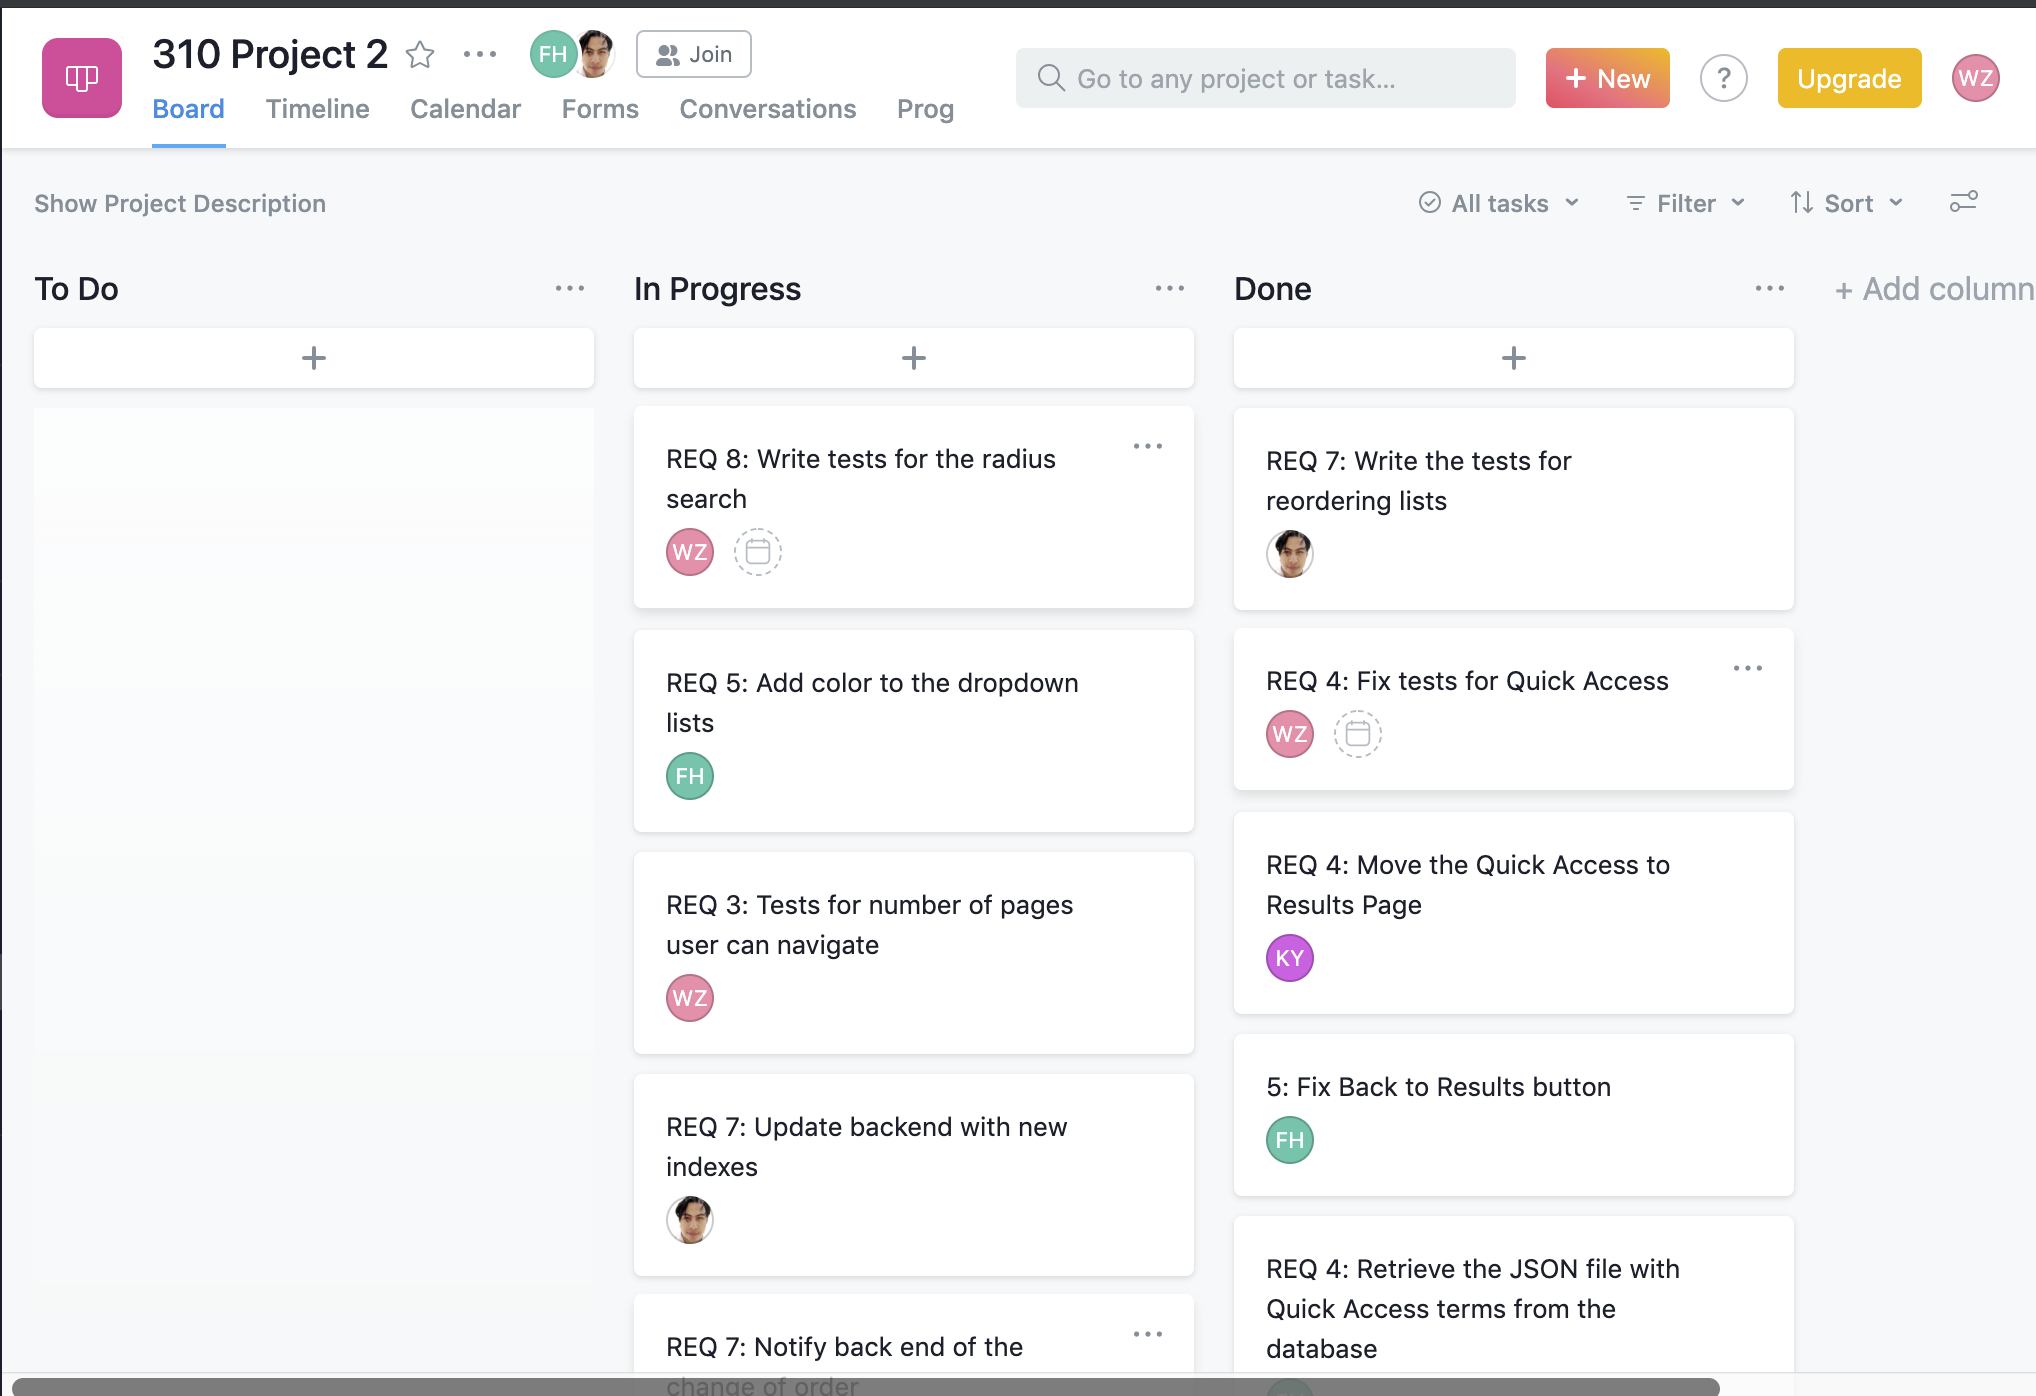 310 Project 2
FH
Join
Board Timeline Calendar Forms Conversations Prog
Go to any project or task...
+ New
?
Upgrade
WZ
Show Project Description
All tasks
Filter
Sort
To Do
+
In Progress
+
REQ 8: Write tests for the radius
search
WZ
REQ 5: Add color to the dropdown
lists
FH
REQ 3: Tests for number of pages
user can navigate
WZ
REQ 7: Update backend with new
indexes
REQ 7: Notify back end of the
change of order
Done
+
REQ 7: Write the tests for
reordering lists
REQ 4: Fix tests for Quick Access
WZ
REQ 4: Move the Quick Access to
Results Page
KY
5: Fix Back to Results button
FH
REQ 4: Retrieve the JSON file with
Quick Access terms from the
database
+ Add column